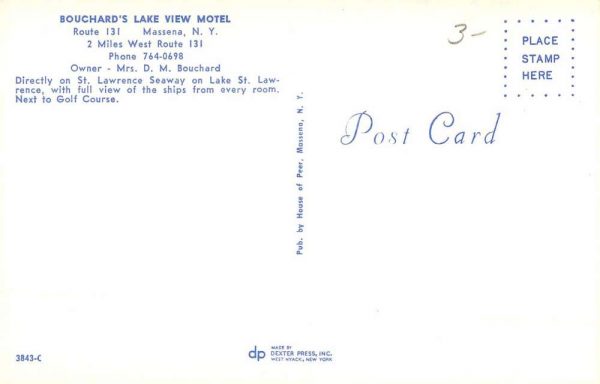 BOUCHARD'S LAKE VIEW MOTEL
Route 131 Massena, N. Y.
2 Miles West Route 131
Phone 764-0698
Owner - Mrs. D. M. Bouchard
Directly on St. Lawrence Seaway on Lake St. Law-
rence, with full view of the ships from every room.
Next to Golf Course.
3-
PLACE
STAMP
HERE
Post Card
Pub. by House of Peer, Massena, N. Y.
3843-C
dp
MADE BY
DEXTER PRESS, INC.
WEST NYACK, NEW YORK